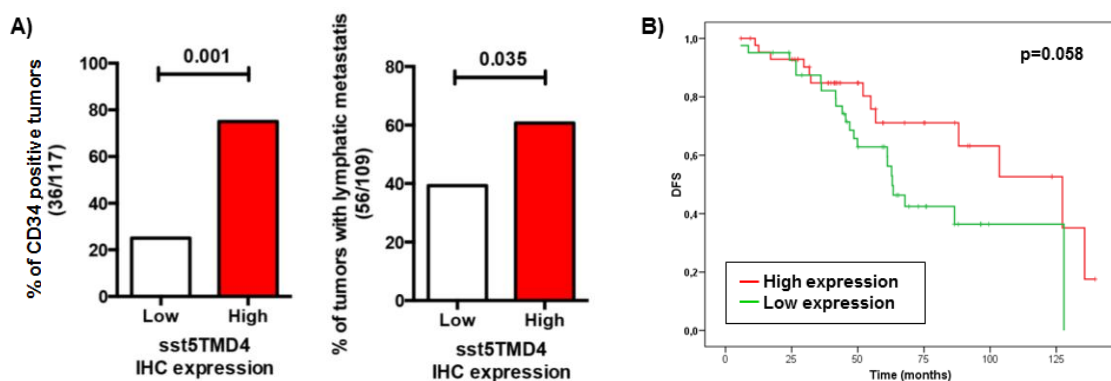 A)
% of CD34 positive tumors
(36/117)
0.001
100
80
60
40
20
0
Low High
sst5TMD4
IHC expression
% of tumors with lymphatic metastatis
(56/109)
0.035
80
60
40
20
0
Low High
sst5TMD4
IHC expression
B)
p=0.058
DFS
1,0
0,8
0,6
0,4
0,2
0,0
High expression
Low expression
0 25 50 75 100 125
Time (months)